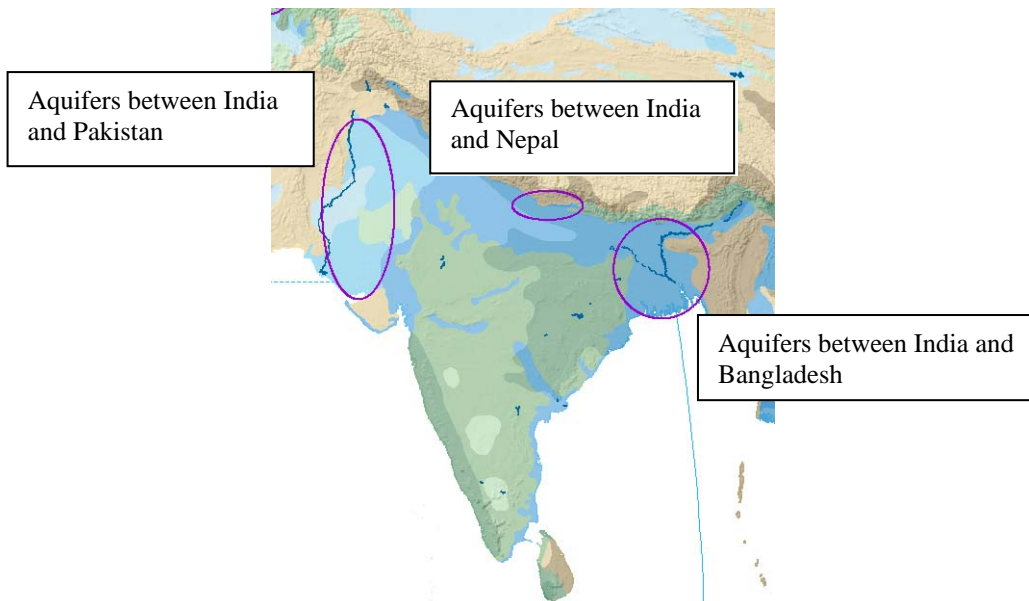 Aquifers between India
and Pakistan
Aquifers between India
and Nepal
Aquifers between India and
Bangladesh